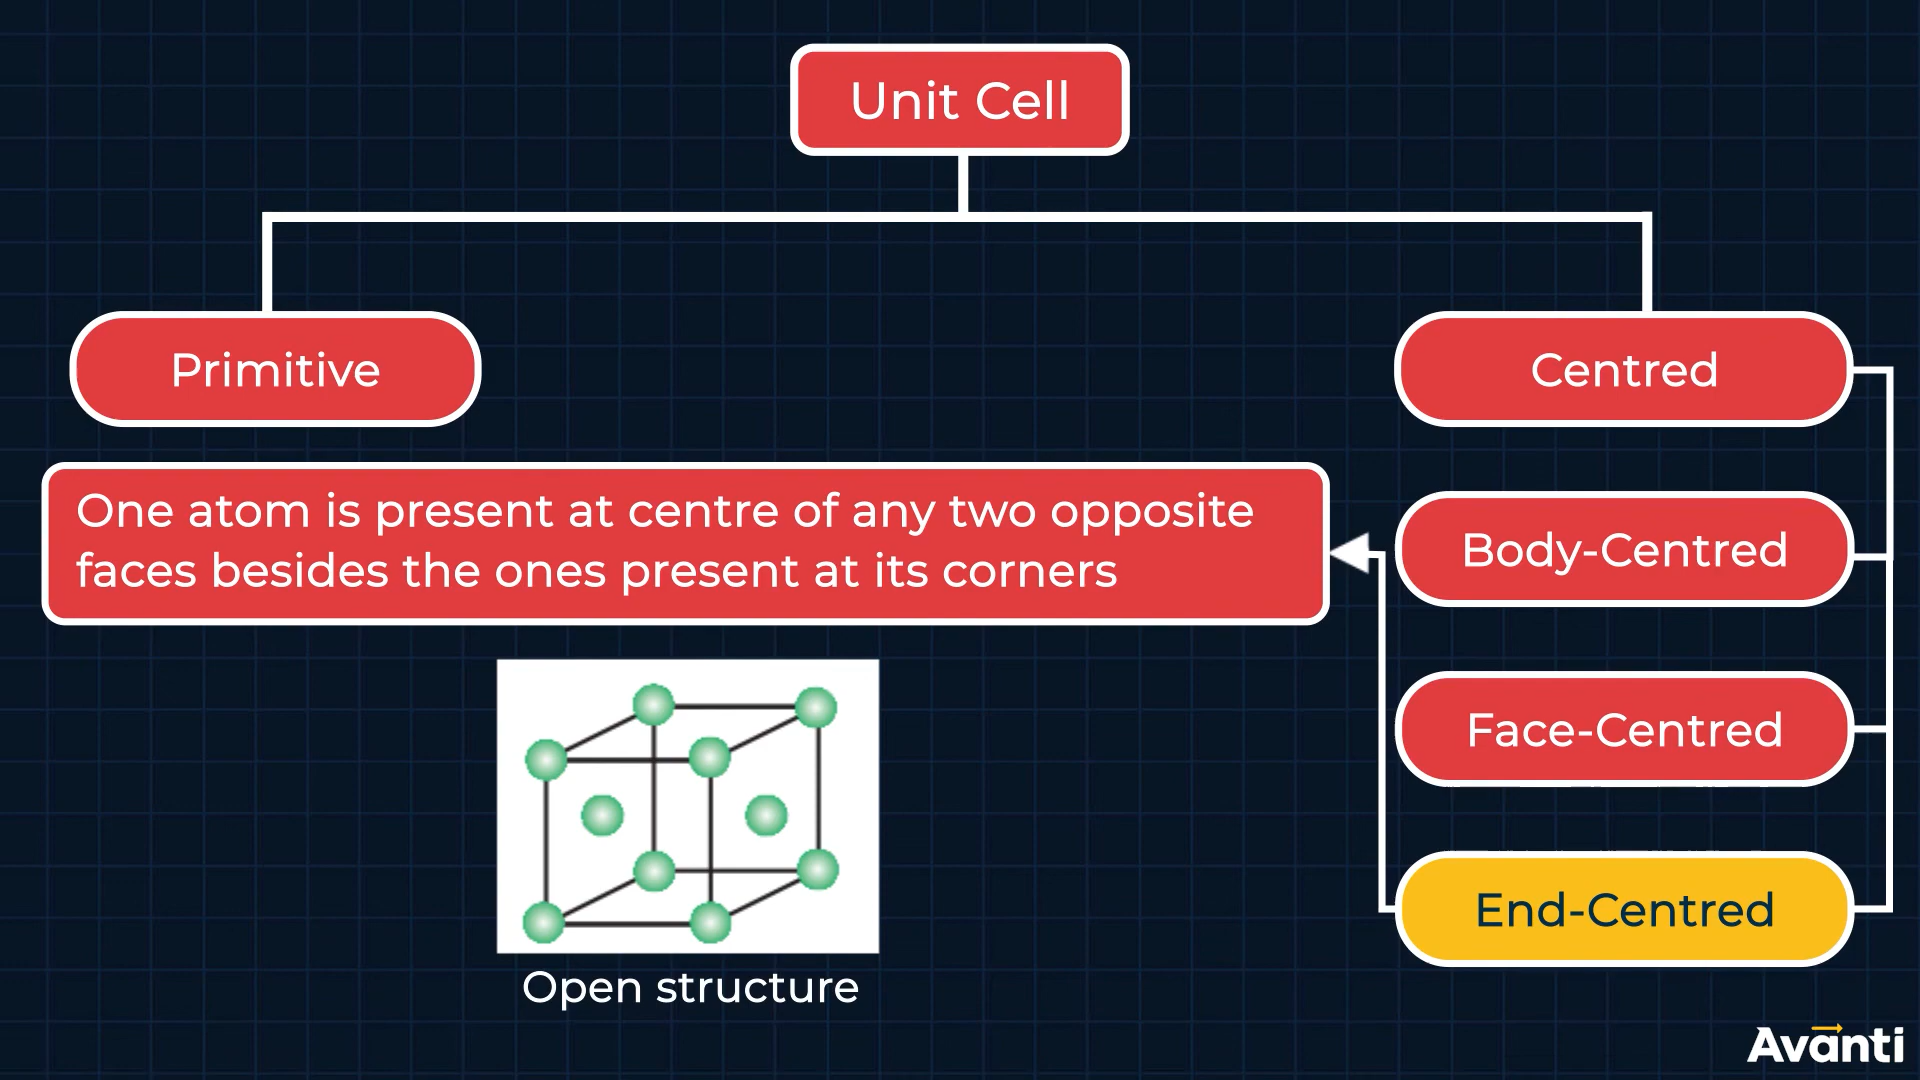 Unit Cell
Primitive
Centred
One atom is present at centre of any two opposite
faces besides the ones present at its corners
Body-Centred
Face-Centred
End-Centred
Open structure
Avanti